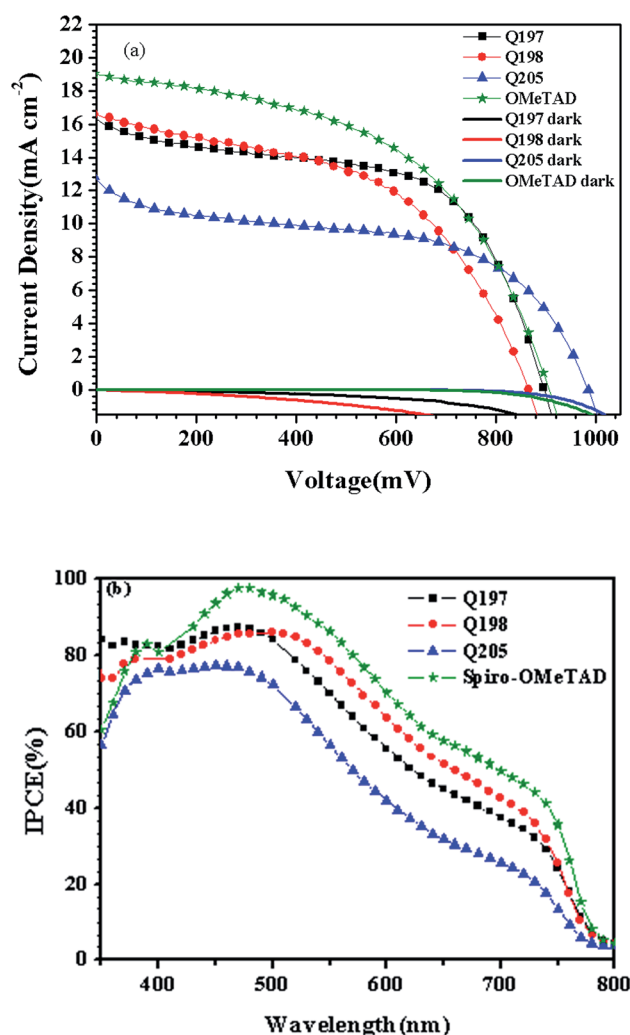 (a)
Q197
Q198
Q205
OMeTAD
Q197 dark
Q198 dark
Q205 dark
OMeTAD dark
22
20
18
16
14
12
10
8
6
4
2
0
Current Density(mA cm⁻²)
0 200 400 600 800 1000
Voltage(mV)
(b)
Q197
Q198
Q205
Spiro-OMeTAD
100
80
60
40
20
0
IPCE(%)
400 500 600 700 800
Wavelength(nm)